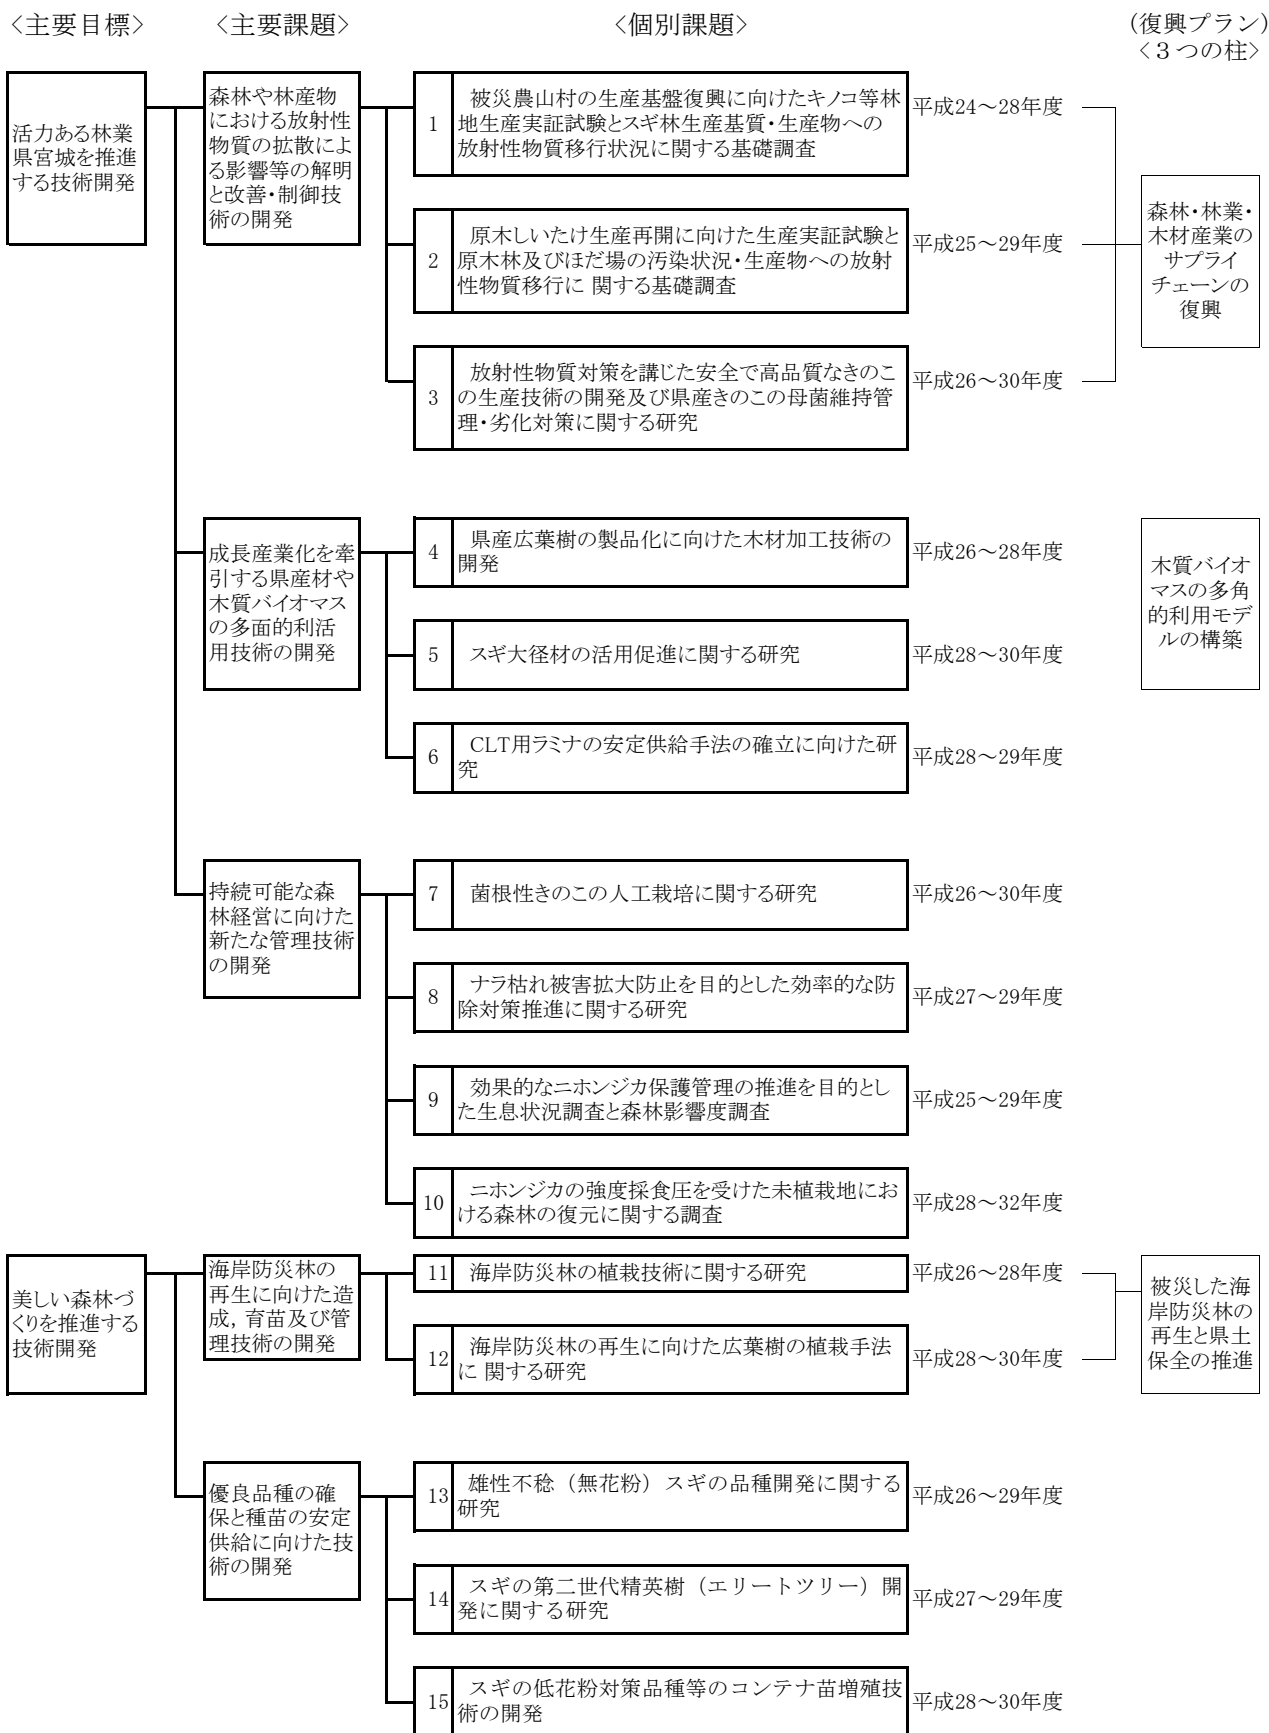 〈主要目標〉
〈主要課題〉
〈個別課題〉
(復興プラン)
〈３つの柱〉
活力ある林業
県宮城を推進
する技術開発
森林や林産物
における放射性
物質の拡散によ
る影響等の解明
と改善・制御技
術の開発
1
被災農山村の生産基盤復興に向けたキノコ等林
地生産実証試験とスギ林生産基質・生産物への
放射性物質移行状況に関する基礎調査
平成24～28年度
2
原木しいたけ生産再開に向けた生産実証試験と
原木林及びほだ場の汚染状況・生産物への放射
性物質移行に 関する基礎調査
平成25～29年度
3
放射性物質対策を講じた安全で高品質なきのこ
の生産技術の開発及び県産きのこの母菌維持管
理・劣化対策に関する研究
平成26～30年度
森林・林業・
木材産業の
サプライ
チェーンの
復興
成長産業化を牽
引する県産材や
木質バイオマス
の多面的利活
用技術の開発
4
県産広葉樹の製品化に向けた木材加工技術の
開発
平成26～28年度
5
スギ大径材の活用促進に関する研究
平成28～30年度
6
CLT用ラミナの安定供給手法の確立に向けた研
究
平成28～29年度
木質バイオ
マスの多角
的利用モデ
ルの構築
持続可能な森
林経営に向けた
新たな管理技術
の開発
7
菌根性きのこの人工栽培に関する研究
平成26～30年度
8
ナラ枯れ被害拡大防止を目的とした効率的な防
除対策推進に関する研究
平成27～29年度
9
効果的なニホンジカ保護管理の推進を目的とし
た生息状況調査と森林影響度調査
平成25～29年度
10
ニホンジカの強度採食圧を受けた未植栽地にお
ける森林の復元に関する調査
平成28～32年度
美しい森林づ
くりを推進する
技術開発
海岸防災林の
再生に向けた造
成，育苗及び管
理技術の開発
11
海岸防災林の植栽技術に関する研究
平成26～28年度
12
海岸防災林の再生に向けた広葉樹の植栽手法
に 関する研究
平成28～30年度
被災した海
岸防災林の
再生と県土
保全の推進
優良品種の確
保と種苗の安定
供給に向けた技
術の開発
13
雄性不稔（無花粉）スギの品種開発に関する
研究
平成26～29年度
14
スギの第二世代精英樹（エリートツリー）開
発に関する研究
平成27～29年度
15
スギの低花粉対策品種等のコンテナ苗増殖技
術の開発
平成28～30年度